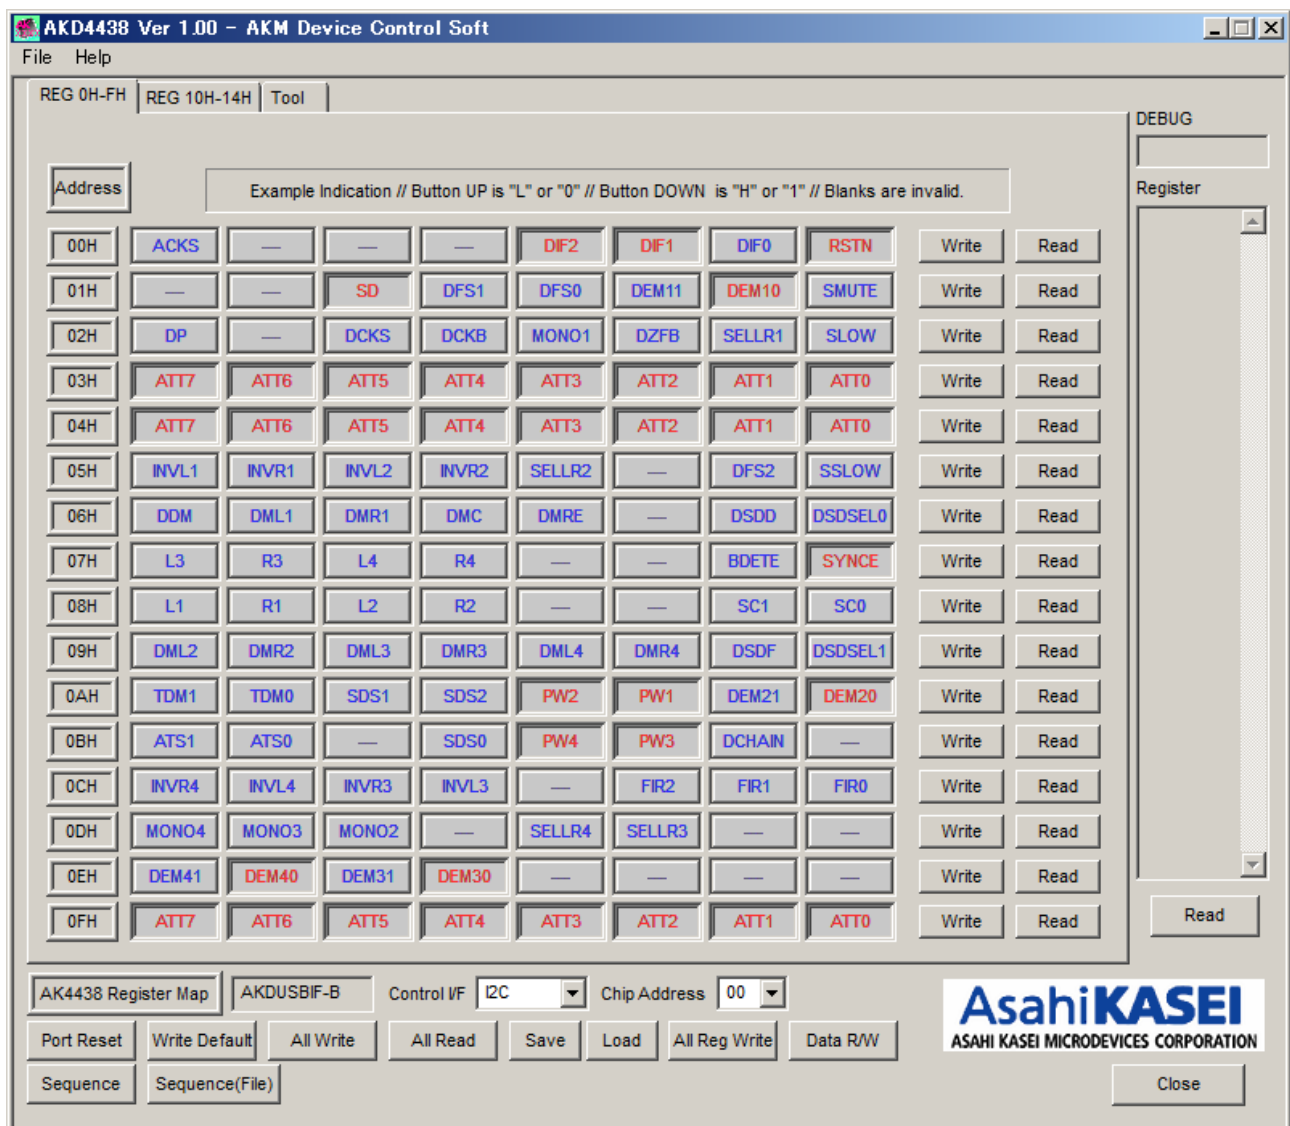 AKD4438 Ver 1.00 – AKM Device Control Soft
File Help
REG 0H-FH REG 10H-14H Tool
DEBUG
Address Example Indication // Button UP is "L" or "0" // Button DOWN is "H" or "1" // Blanks are invalid. Register
00H ACKS — — — DIF2 DIF1 DIF0 RSTN Write Read
01H — — SD DFS1 DFS0 DEM11 DEM10 SMUTE Write Read
02H DP — DCKS DCKB MONO1 DZFB SELLR1 SLOW Write Read
03H ATT7 ATT6 ATT5 ATT4 ATT3 ATT2 ATT1 ATT0 Write Read
04H ATT7 ATT6 ATT5 ATT4 ATT3 ATT2 ATT1 ATT0 Write Read
05H INVL1 INVR1 INVL2 INVR2 SELLR2 — DFS2 SSLOW Write Read
06H DDM DML1 DMR1 DMC DMRE — DSDD DSDSEL0 Write Read
07H L3 R3 L4 R4 — — BDETE SYNCE Write Read
08H L1 R1 L2 R2 — — SC1 SC0 Write Read
09H DML2 DMR2 DML3 DMR3 DML4 DMR4 DSDF DSDSEL1 Write Read
0AH TDM1 TDM0 SDS1 SDS2 PW2 PW1 DEM21 DEM20 Write Read
0BH ATS1 ATS0 — SDS0 PW4 PW3 DCHAIN — Write Read
0CH INVR4 INVL4 INVR3 INVL3 — FIR2 FIR1 FIR0 Write Read
0DH MONO4 MONO3 MONO2 — SELLR4 SELLR3 — — Write Read
0EH DEM41 DEM40 DEM31 DEM30 — — — — Write Read
0FH ATT7 ATT6 ATT5 ATT4 ATT3 ATT2 ATT1 ATT0 Write Read
Read
AK4438 Register Map AKDUSBIF-B Control I/F I2C Chip Address 00
AsahiKASEI
ASAHI KASEI MICRODEVICES CORPORATION
Port Reset Write Default All Write All Read Save Load All Reg Write Data R/W
Sequence Sequence(File) Close